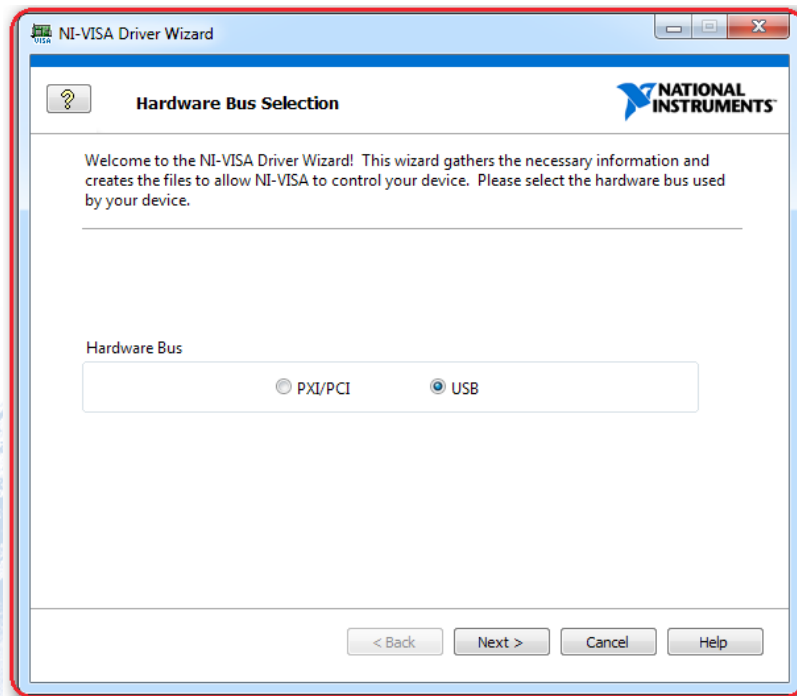 NI-VISA Driver Wizard
Hardware Bus Selection
NATIONAL
INSTRUMENTS
Welcome to the NI-VISA Driver Wizard!  This wizard gathers the necessary information and
creates the files to allow NI-VISA to control your device.  Please select the hardware bus used
by your device.
Hardware Bus
PXI/PCI USB
< Back Next > Cancel Help